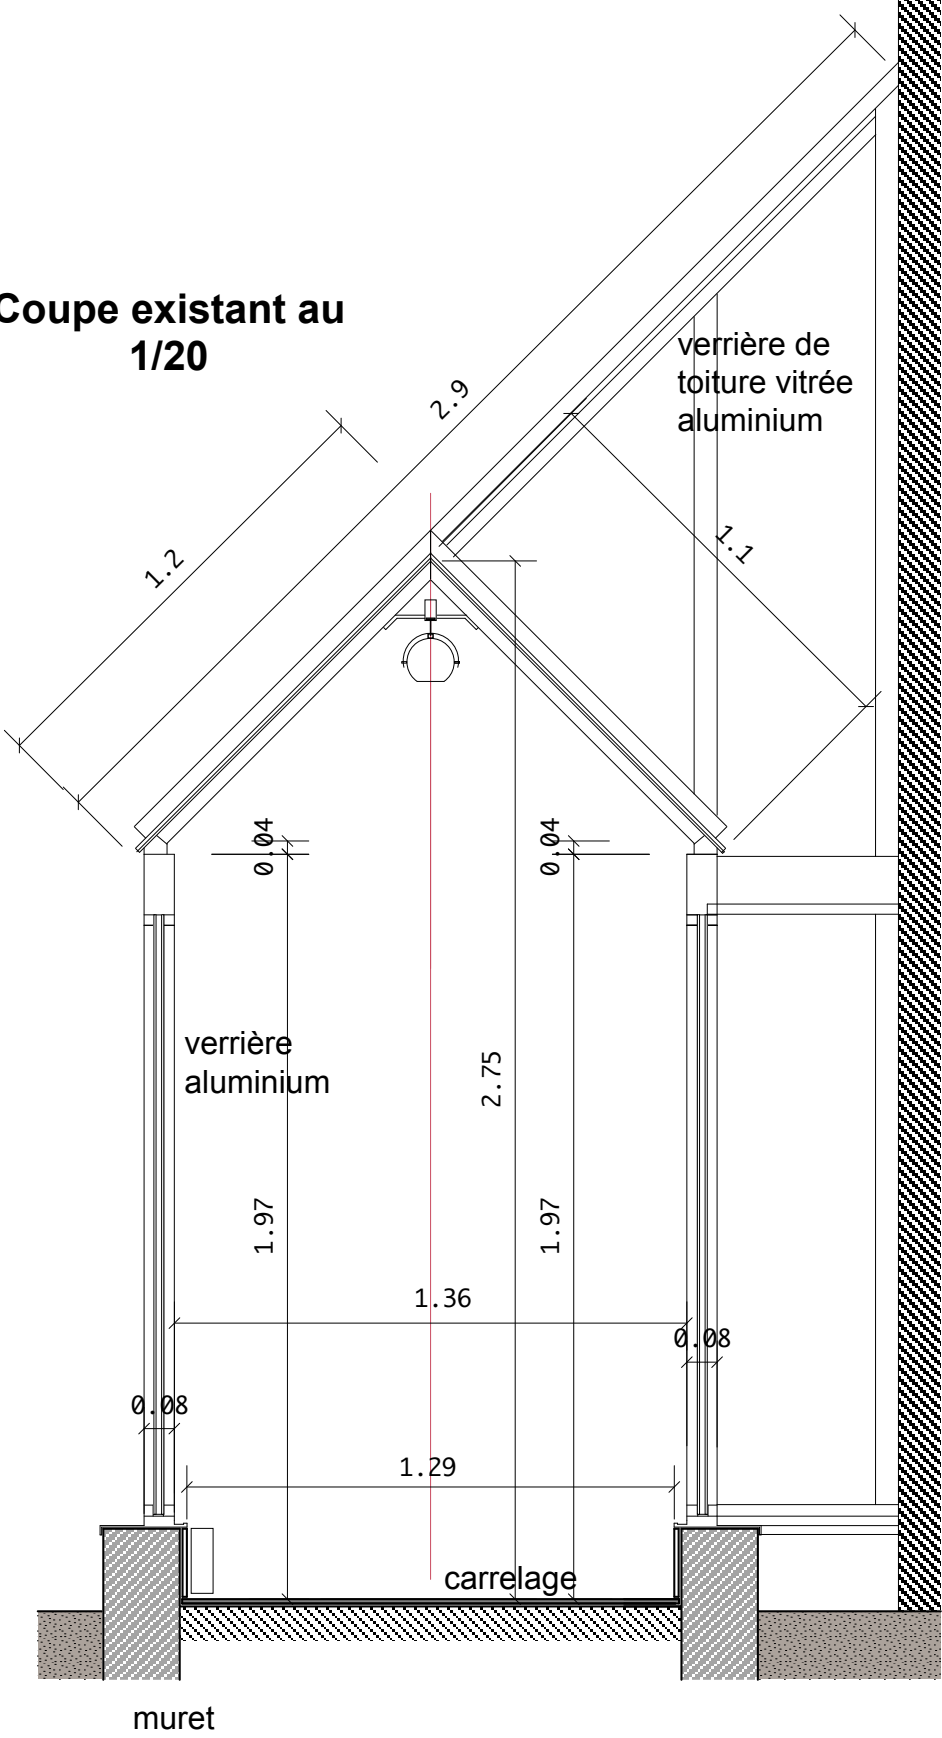 Coupe existant au
1/20
verrière de
toiture vitrée
aluminium
2.9
1.2
1.1
0.04
0.04
verrière
aluminium
2.75
1.97
1.97
1.36
0.08
0.08
1.29
carrelage
muret